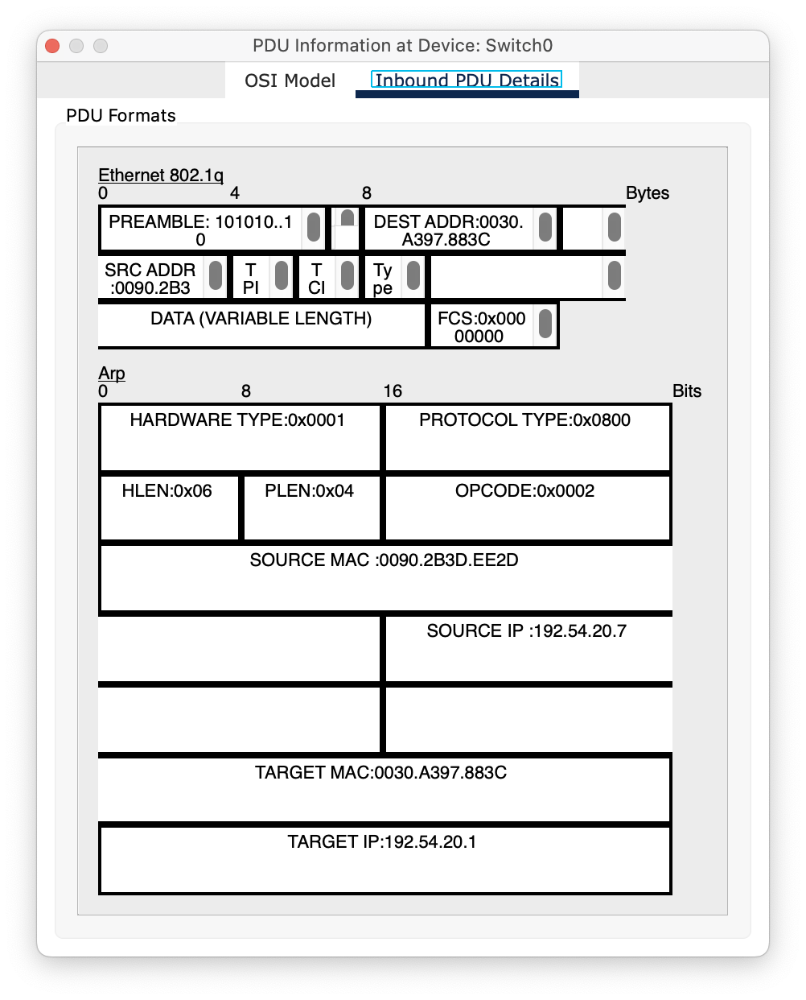 PDU Information at Device: Switch0
OSI Model
Inbound PDU Details
PDU Formats
Ethernet 802.1q
0 4 8 Bytes
PREAMBLE: 101010..1
0
DEST ADDR:0030.
A397.883C
SRC ADDR
:0090.2B3
T
PI
T
CI
Ty
pe
DATA (VARIABLE LENGTH)
FCS:0x000
00000
Arp
0 8 16 Bits
HARDWARE TYPE:0x0001
PROTOCOL TYPE:0x0800
HLEN:0x06
PLEN:0x04
OPCODE:0x0002
SOURCE MAC :0090.2B3D.EE2D
SOURCE IP :192.54.20.7
TARGET MAC:0030.A397.883C
TARGET IP:192.54.20.1